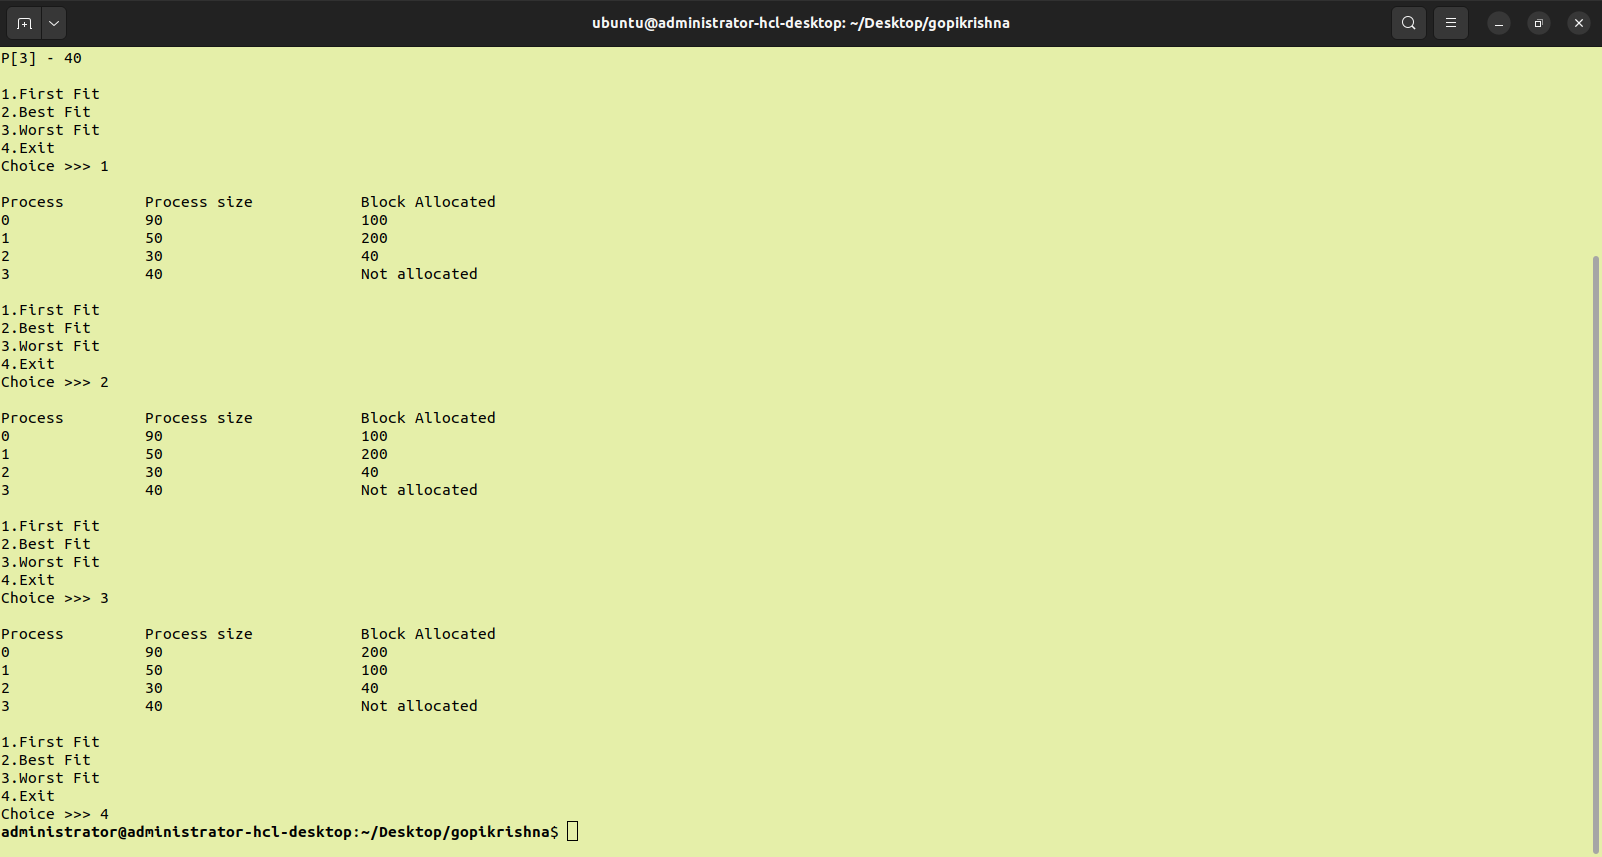 ubuntu@administrator-hcl-desktop: ~/Desktop/gopikrishna
P[3] - 40
1.First Fit
2.Best Fit
3.Worst Fit
4.Exit
Choice >>> 1
Process Process size Block Allocated
0 90 100
1 50 200
2 30 40
3 40 Not allocated
1.First Fit
2.Best Fit
3.Worst Fit
4.Exit
Choice >>> 2
Process Process size Block Allocated
0 90 100
1 50 200
2 30 40
3 40 Not allocated
1.First Fit
2.Best Fit
3.Worst Fit
4.Exit
Choice >>> 3
Process Process size Block Allocated
0 90 200
1 50 100
2 30 40
3 40 Not allocated
1.First Fit
2.Best Fit
3.Worst Fit
4.Exit
Choice >>> 4
administrator@administrator-hcl-desktop:~/Desktop/gopikrishna$